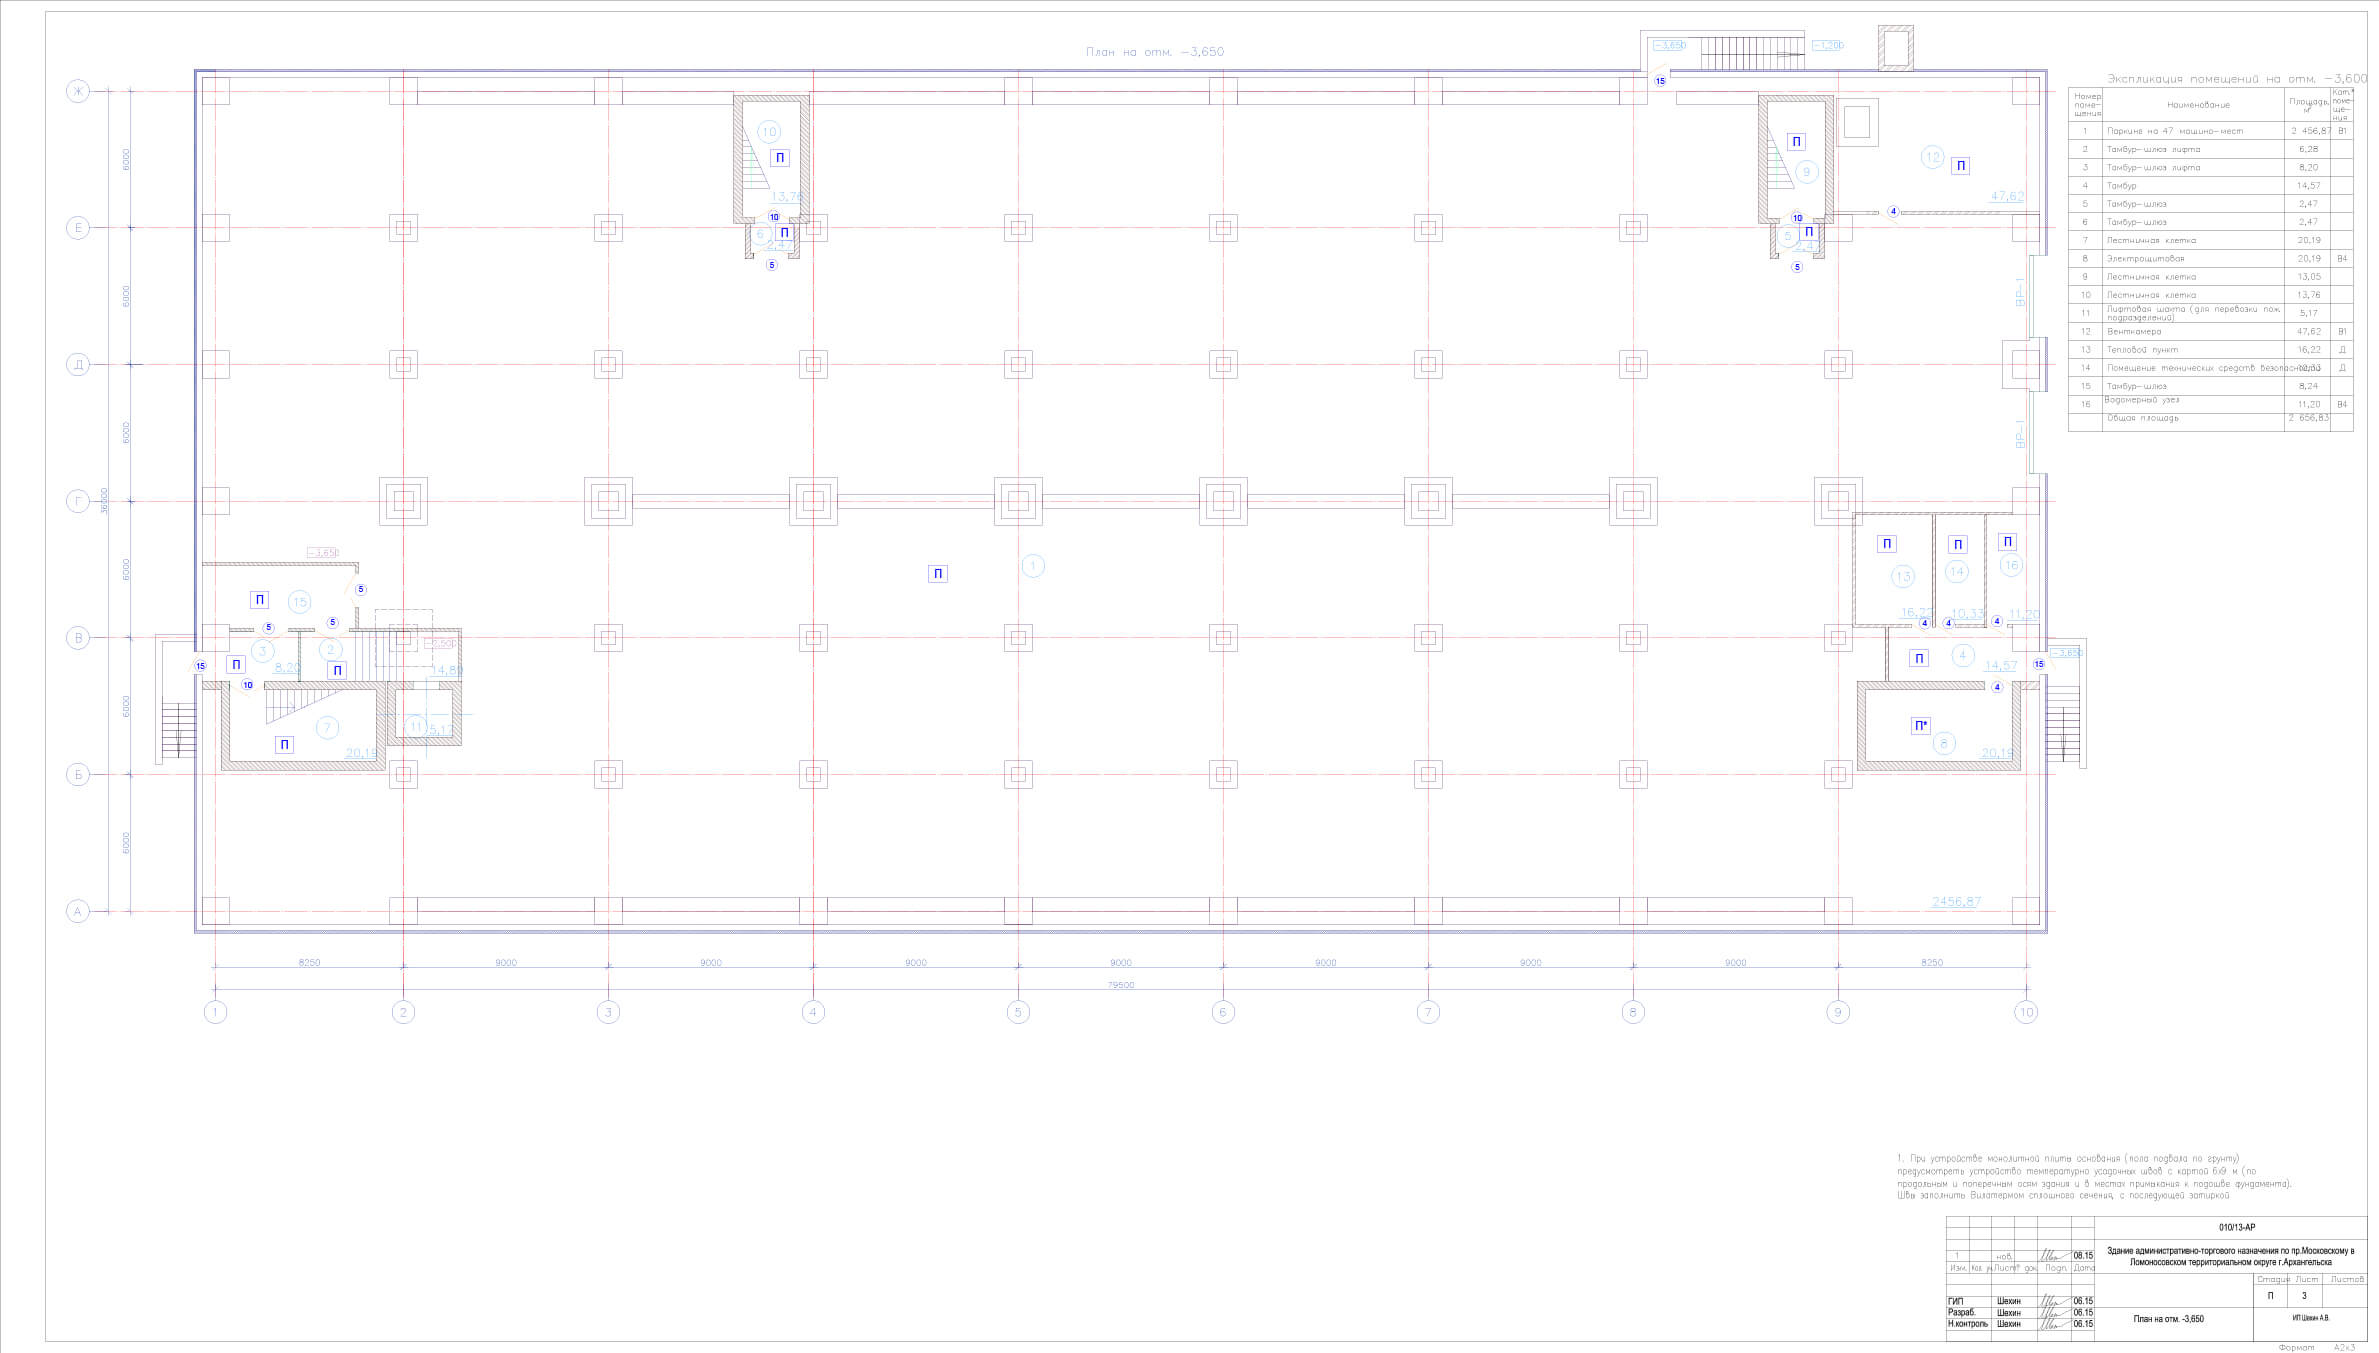 План на отм. -3,650
-3,650
-1,200
15
Экспликация помещений на отм. -3,600
Номер поме-щения Наименование Площадь, м² Кат.* поме-ще-ния
1 Паркинг на 47 машино-мест 2 456,87 В1
2 Тамбур-шлюз лифта 6,28
3 Тамбур-шлюз лифта 8,20
4 Тамбур 14,57
5 Тамбур-шлюз 2,47
6 Тамбур-шлюз 2,47
7 Лестничная клетка 20,19
8 Электрощитовая 20,19 В4
9 Лестничная клетка 13,05
10 Лестничная клетка 13,76
11 Лифтовая шахта (для перевозки пож.
подразделений) 5,17
12 Венткамера 47,62 В1
13 Тепловой пункт 16,22 Д
14 Помещение технических средств безопасности 10,33 Д
15 Тамбур-шлюз 8,24
16 Водомерный узел 11,20 В4
Общая площадь 2 656,83
Ж
Е
Д
Г
В
Б
А
6000
6000
6000
6000
6000
6000
36000
10
П
13,76
10
6
П
2,47
5
П
9
10
5
П
2,47
5
12
П
47,62
4
ВР-1
ВР-1
-3,650
П
15
5
5
5
3
2
П
8,20
П
-2,500
14,80
15
10
7
П
20,19
11
5,17
П
1
П
П
П
13
14
16
16,22
10,33
11,20
4
4
4
П
4
14,57
15
-3,650
4
П*
8
20,19
2456,87
8250 9000 9000 9000 9000 9000 9000 9000 8250
79500
1 2 3 4 5 6 7 8 9 10
1. При устройстве монолитной плиты основания (пола подвала по грунту)
предусмотреть устройство температурно усадочных швов с картой 6х9 м (по
продольным и поперечным осям здания и в местах примыкания к подошве фундамента).
Швы заполнить Вилатермом сплошного сечения, с последующей затиркой
010/13-АР
Здание административно-торгового назначения по пр.Московскому в
Ломоносовском территориальном округе г.Архангельска
1 нов. 08.15
Изм. Кол. уч. Лист № док. Подп. Дата
Стадия Лист Листов
П 3
ГИП Шехин 06.15
Разраб. Шехин 06.15
Н.контроль Шехин 06.15
План на отм. -3,650
ИП Шехин А.В.
Формат А2х3